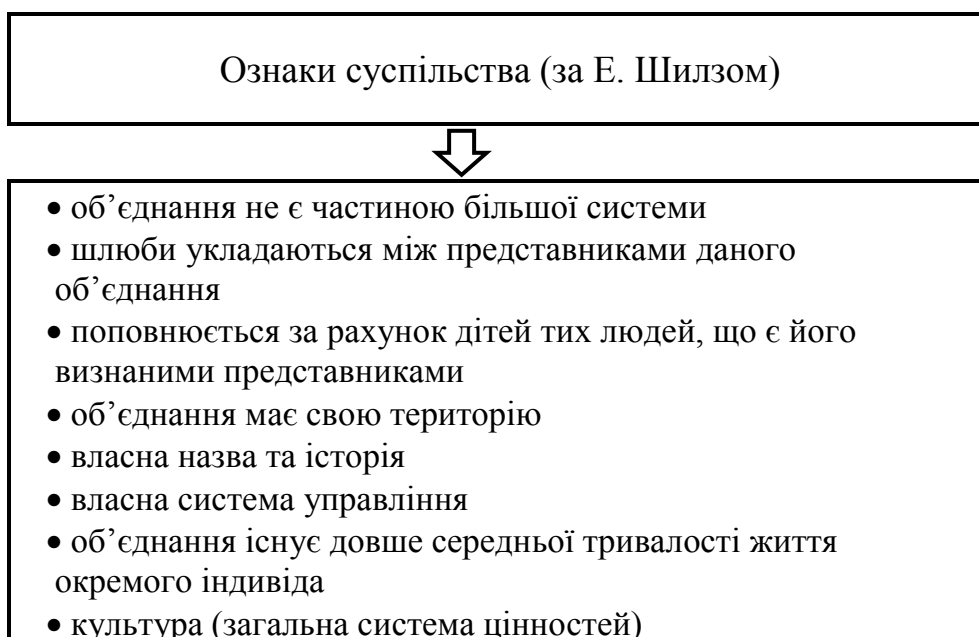 Ознаки суспільства (за Е. Шилзом)
• об’єднання не є частиною більшої системи
• шлюби укладаються між представниками даного
об’єднання
• поповнюється за рахунок дітей тих людей, що є його
визнаними представниками
• об’єднання має свою територію
• власна назва та історія
• власна система управління
• об’єднання існує довше середньої тривалості життя
окремого індивіда
• культура (загальна система цінностей)